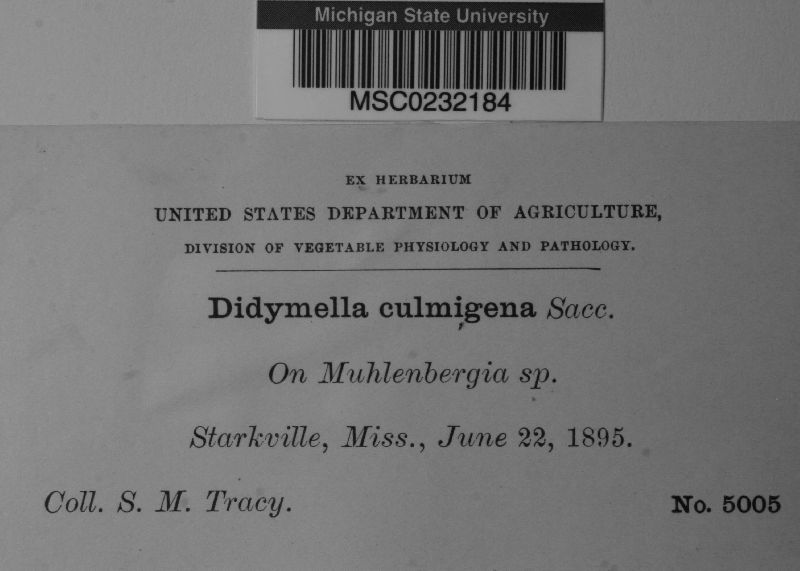 Michigan State University
MSC0232184
EX HERBARIUM
UNITED STATES DEPARTMENT OF AGRICULTURE,
DIVISION OF VEGETABLE PHYSIOLOGY AND PATHOLOGY.
Didymella culmigena Sacc.
On Muhlenbergia sp.
Starkville, Miss., June 22, 1895.
Coll. S. M. Tracy. No. 5005